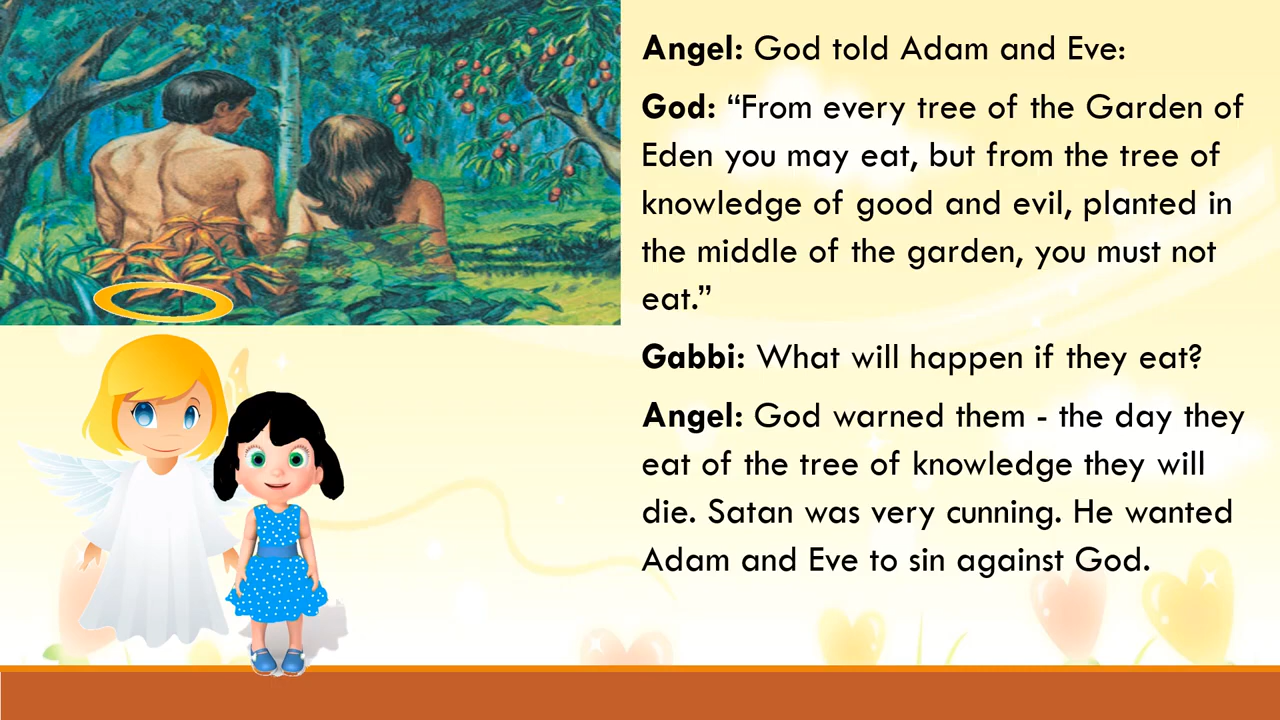 Angel: God told Adam and Eve:
God: “From every tree of the Garden of
Eden you may eat, but from the tree of
knowledge of good and evil, planted in
the middle of the garden, you must not
eat.”
Gabbi: What will happen if they eat?
Angel: God warned them - the day they
eat of the tree of knowledge they will
die. Satan was very cunning. He wanted
Adam and Eve to sin against God.